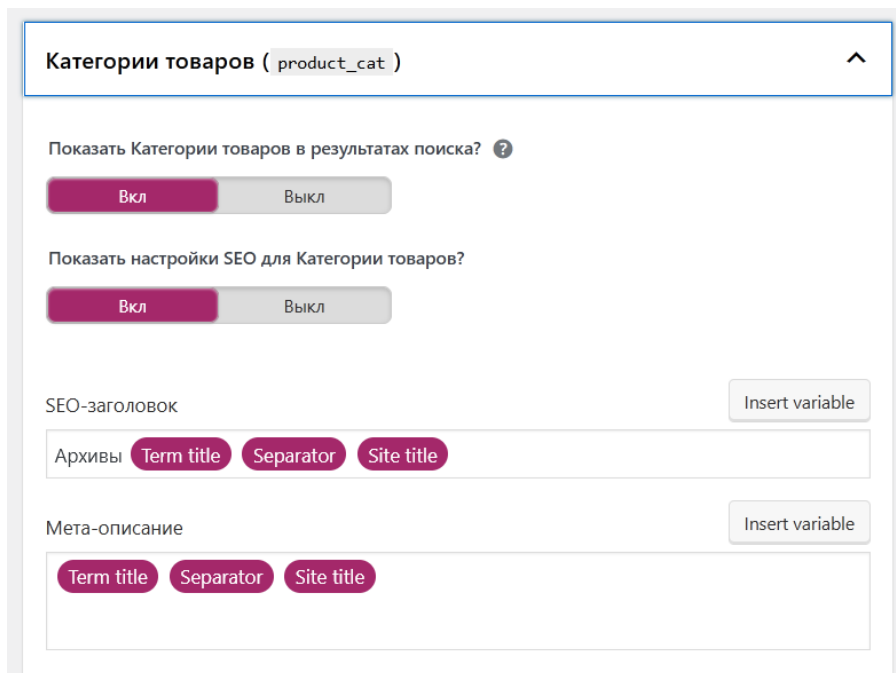 Категории товаров ( product_cat )
Показать Категории товаров в результатах поиска? ?
Вкл Выкл
Показать настройки SEO для Категории товаров?
Вкл Выкл
SEO-заголовок Insert variable
Архивы Term title Separator Site title
Мета-описание Insert variable
Term title Separator Site title